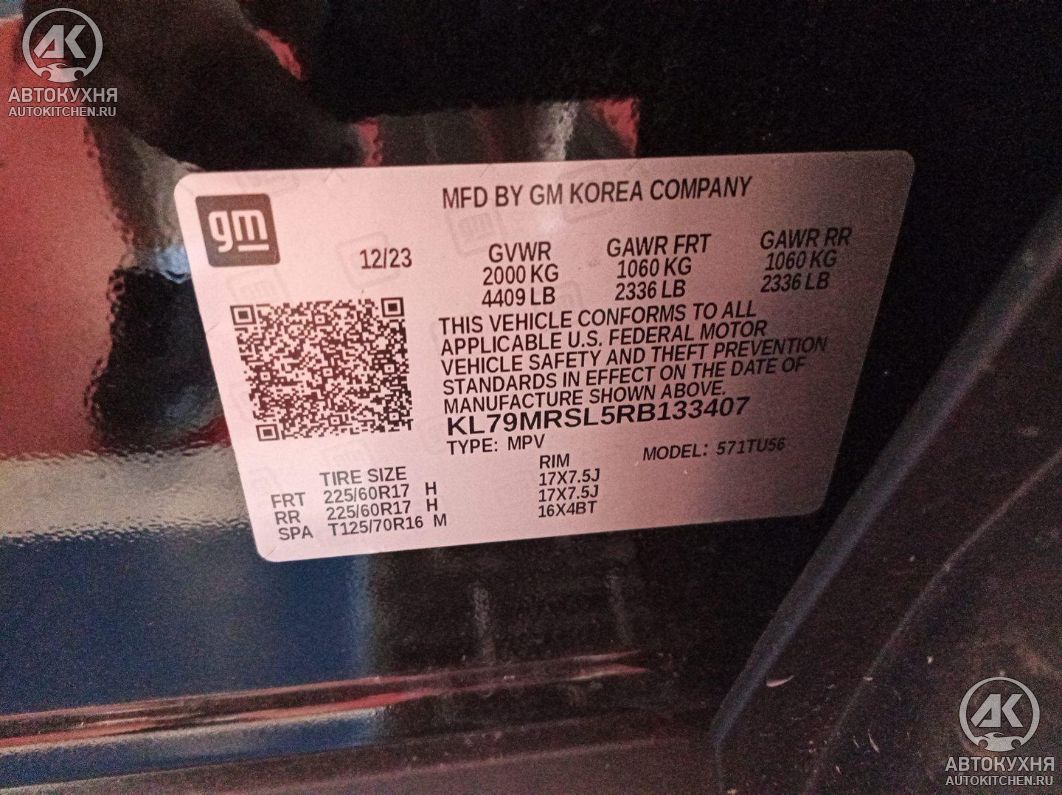 АВТОКУХНЯ
AUTOKITCHEN.RU
gm
MFD BY GM KOREA COMPANY
12/23
GVWR GAWR FRT GAWR RR
2000 KG 1060 KG 1060 KG
4409 LB 2336 LB 2336 LB
THIS VEHICLE CONFORMS TO ALL
APPLICABLE U.S. FEDERAL MOTOR
VEHICLE SAFETY AND THEFT PREVENTION
STANDARDS IN EFFECT ON THE DATE OF
MANUFACTURE SHOWN ABOVE.
KL79MRSL5RB133407
TYPE: MPV MODEL: 571TU56
TIRE SIZE RIM
FRT 225/60R17 H 17X7.5J
RR 225/60R17 H 17X7.5J
SPA T125/70R16 M 16X4BT
АВТОКУХНЯ
AUTOKITCHEN.RU